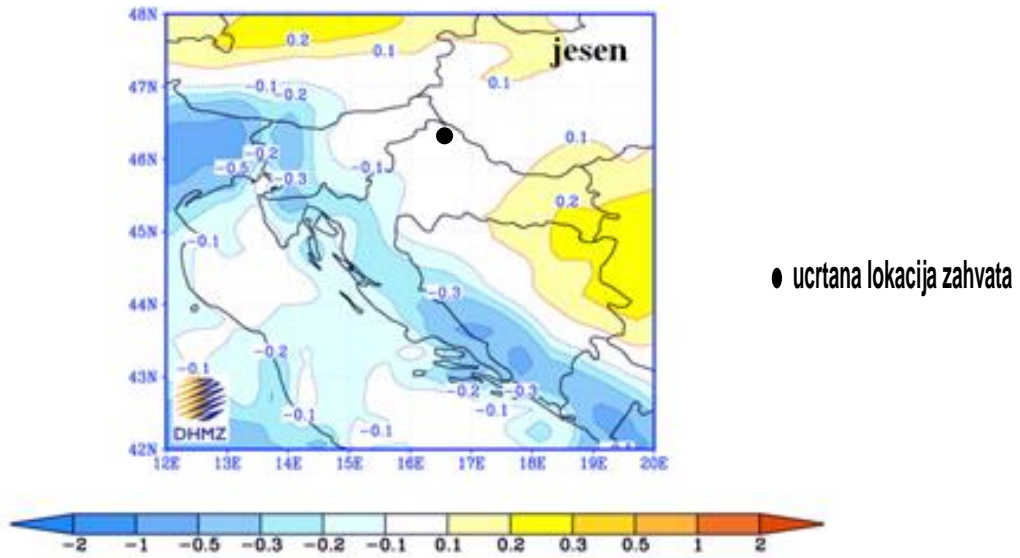 48N
0.2
0.1
jesen
47N
0.1
-0.1
-0.2
0.1
46N
-0.2
-0.5
-0.1
-0.3
0.2
45N
-0.1
ucrtana lokacija zahvata
-0.3
44N
-0.2
-0.1
43N
-0.2
-0.3
-0.1
-0.1
DHMZ
-0.1
42N
12E 13E 14E 15E 16E 17E 18E 19E 20E
-2 -1 -0.5 -0.3 -0.2 -0.1 0.1 0.2 0.3 0.5 1 2